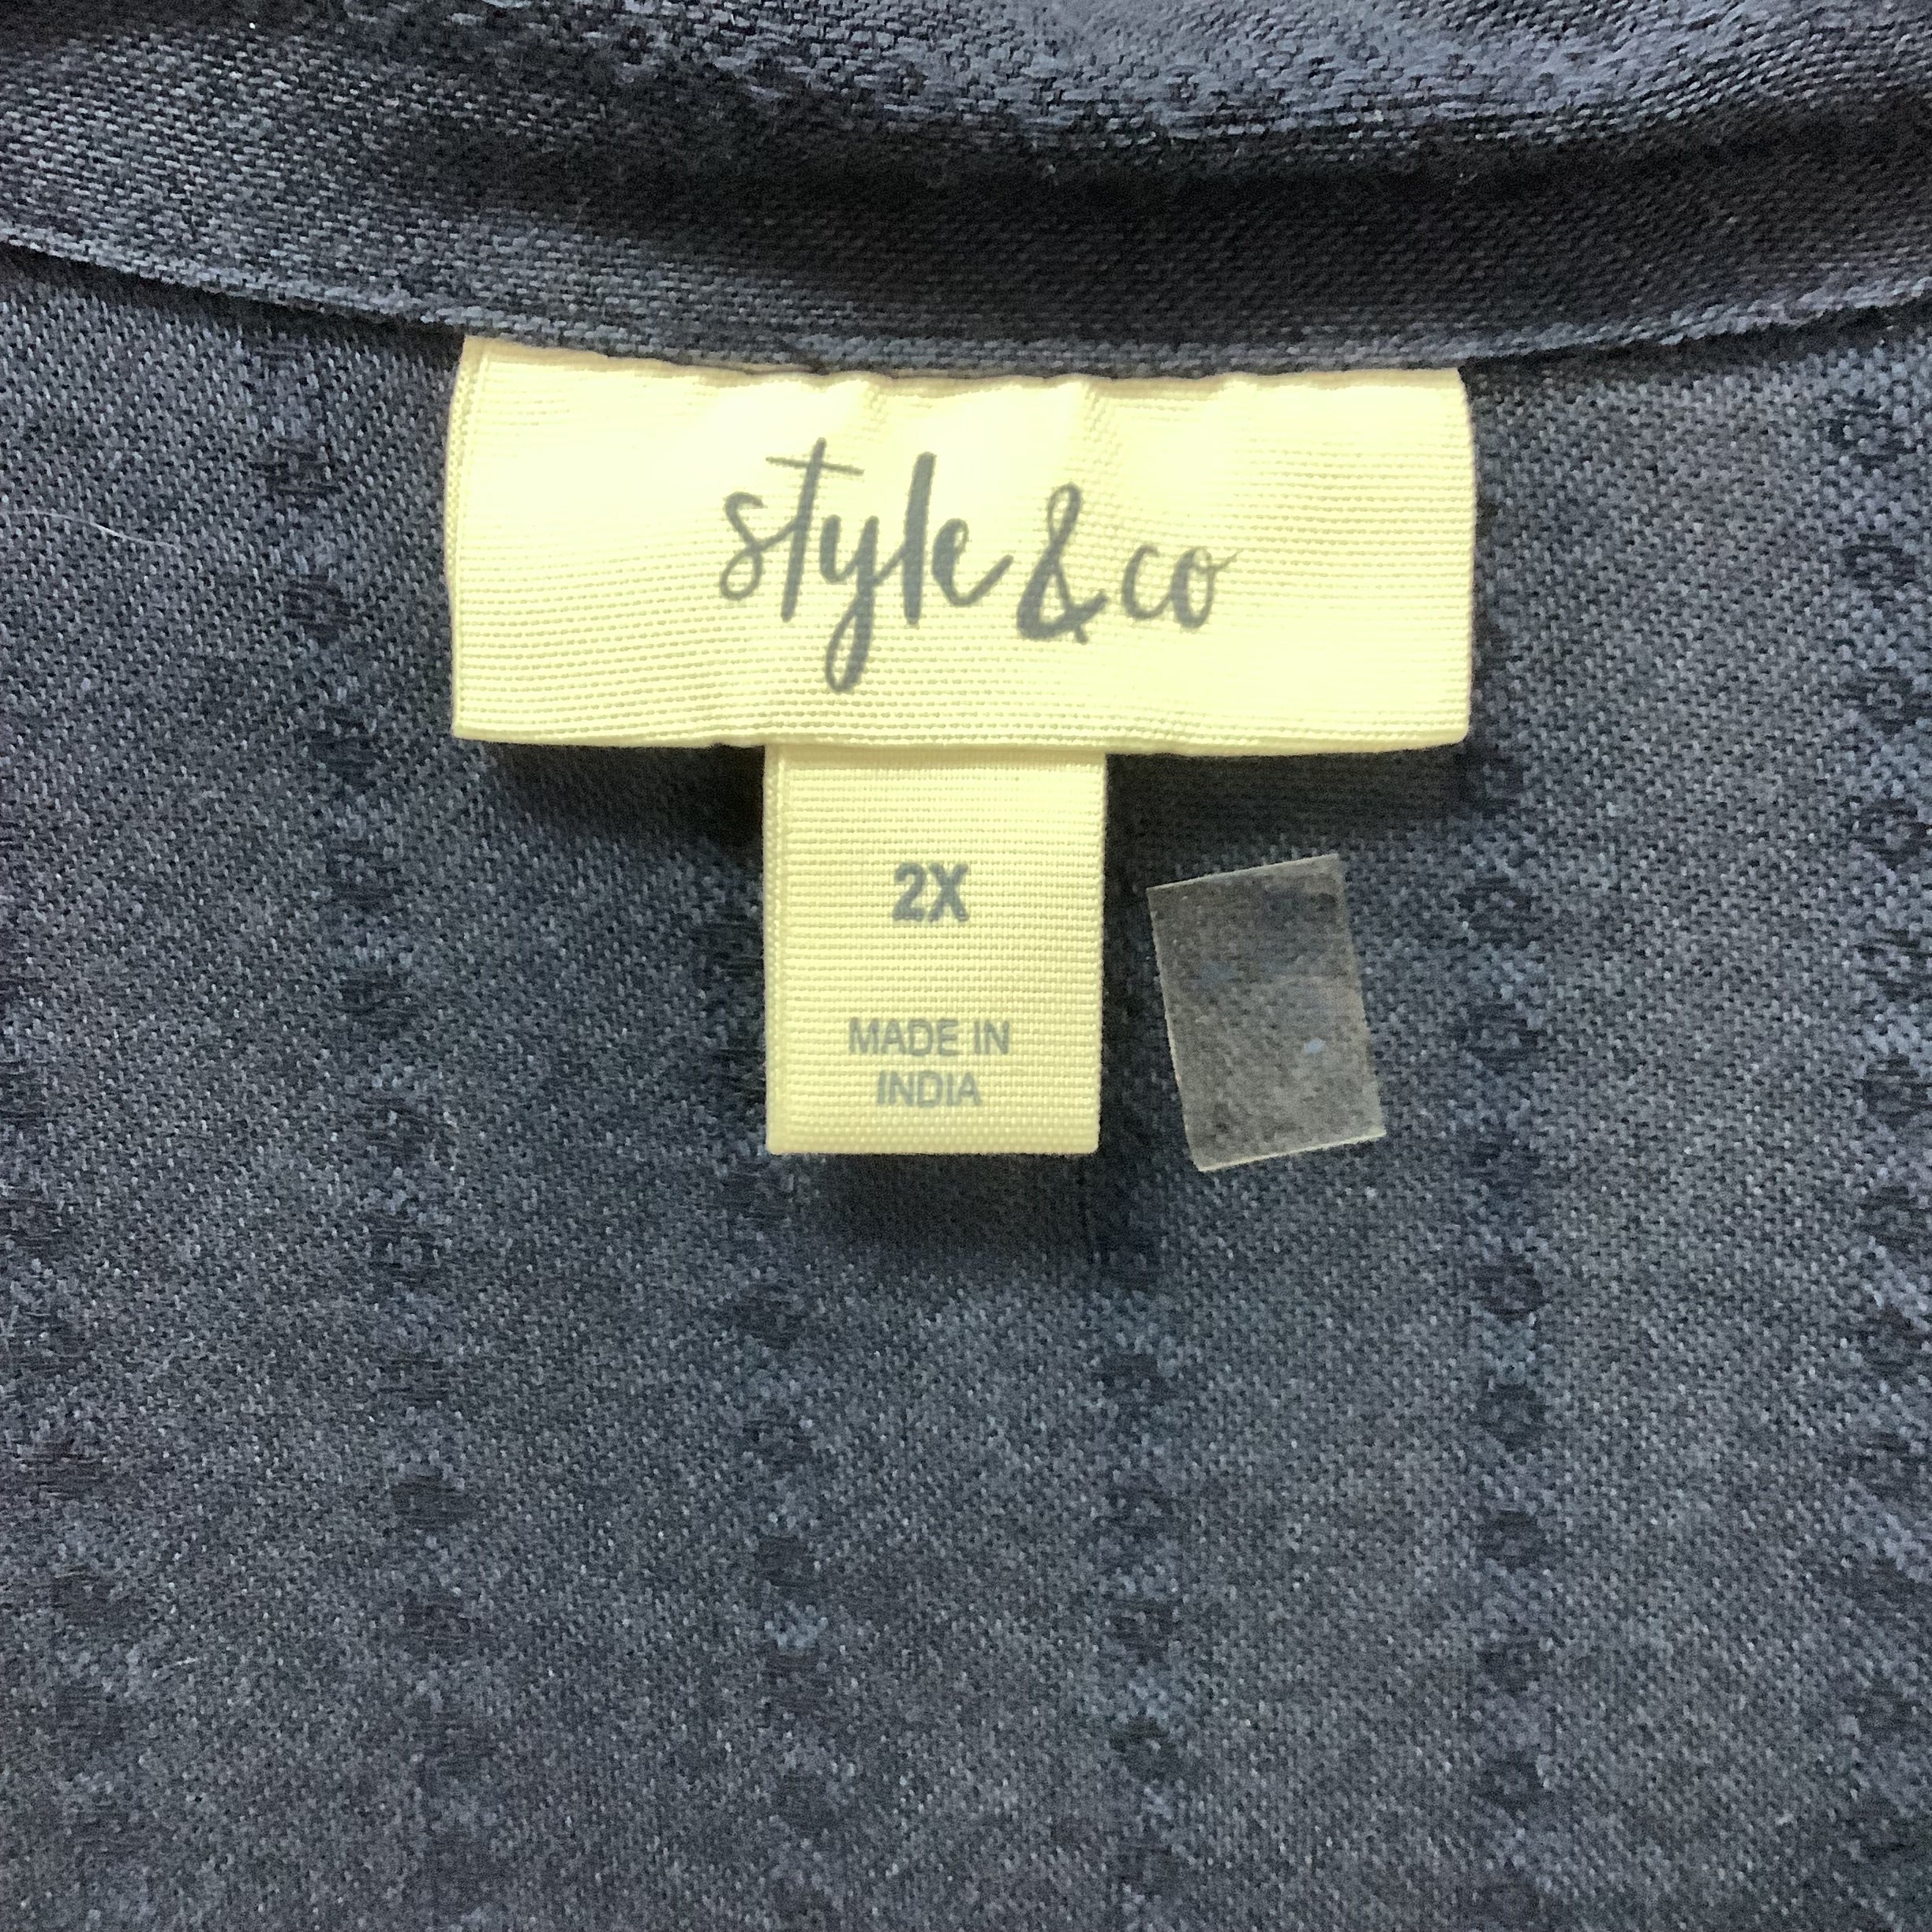 style & co
2X
MADE IN
INDIA